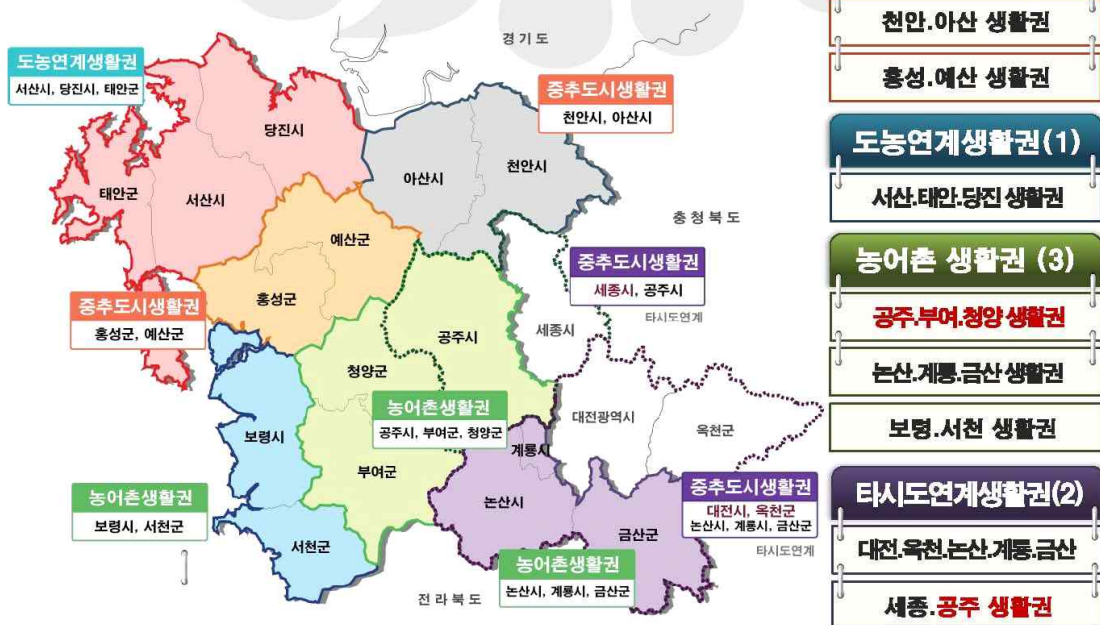 경기도
도농연계생활권
서산시, 당진시, 태안군
중추도시생활권
천안시, 아산시
당진시
아산시
천안시
태안군
서산시
충청북도
예산군
중추도시생활권
세종시, 공주시
타시도연계
홍성군
중추도시생활권
홍성군, 예산군
공주시
세종시
청양군
농어촌생활권
공주시, 부여군, 청양군
대전광역시
옥천군
보령시
계룡시
부여군
농어촌생활권
보령시, 서천군
논산시
중추도시생활권
대전시, 옥천군
논산시, 계룡시, 금산군
타시도연계
금산군
서천군
농어촌생활권
논산시, 계룡시, 금산군
전라북도
천안.아산 생활권
홍성.예산 생활권
도농연계생활권(1)
서산.태안.당진 생활권
농어촌 생활권 (3)
공주.부여.청양 생활권
논산.계룡.금산 생활권
보령.서천 생활권
타시도연계생활권(2)
대전.옥천.논산.계룡.금산
세종.공주 생활권